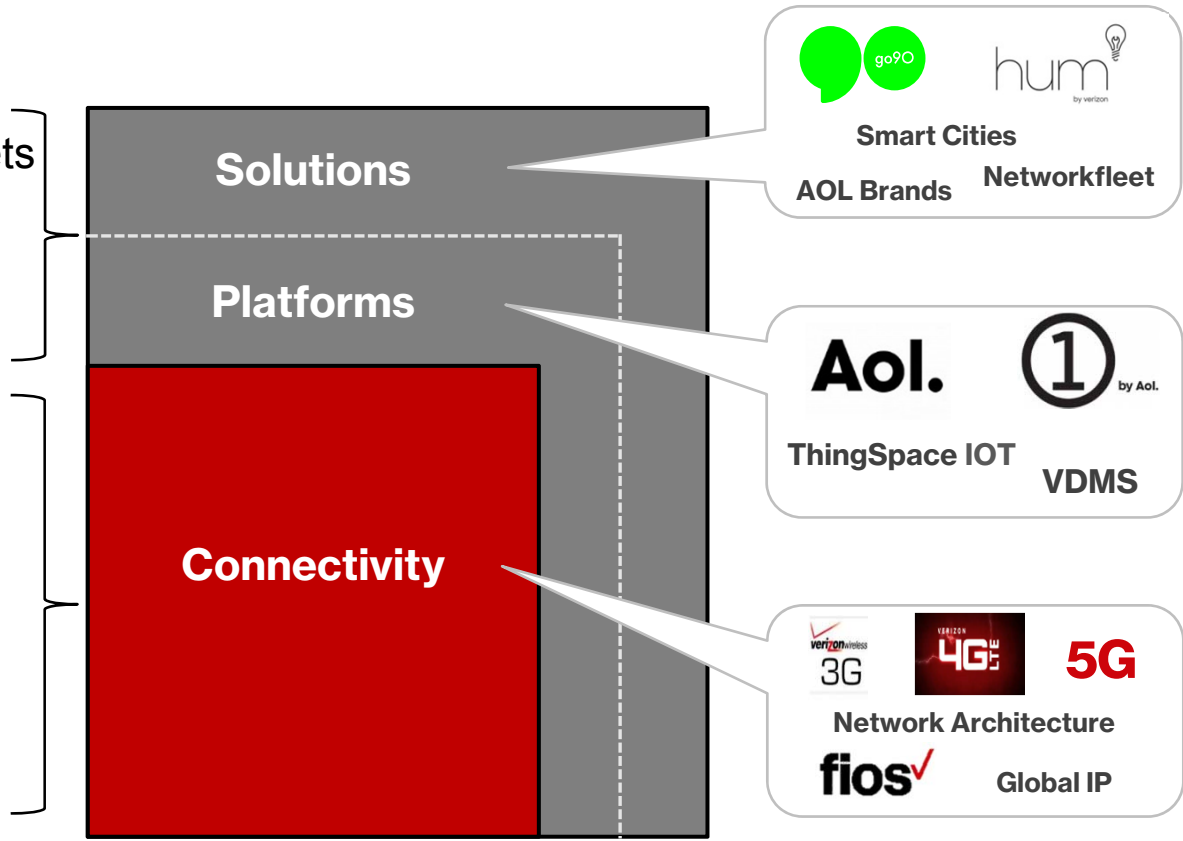 ets
Solutions
Platforms
Connectivity
go90
hum
by verizon
Smart Cities
AOL Brands
Networkfleet
Aol.
1
by Aol.
ThingSpace IOT
VDMS
verizonwireless
3G
VERIZON
4G LTE
5G
Network Architecture
fios
Global IP